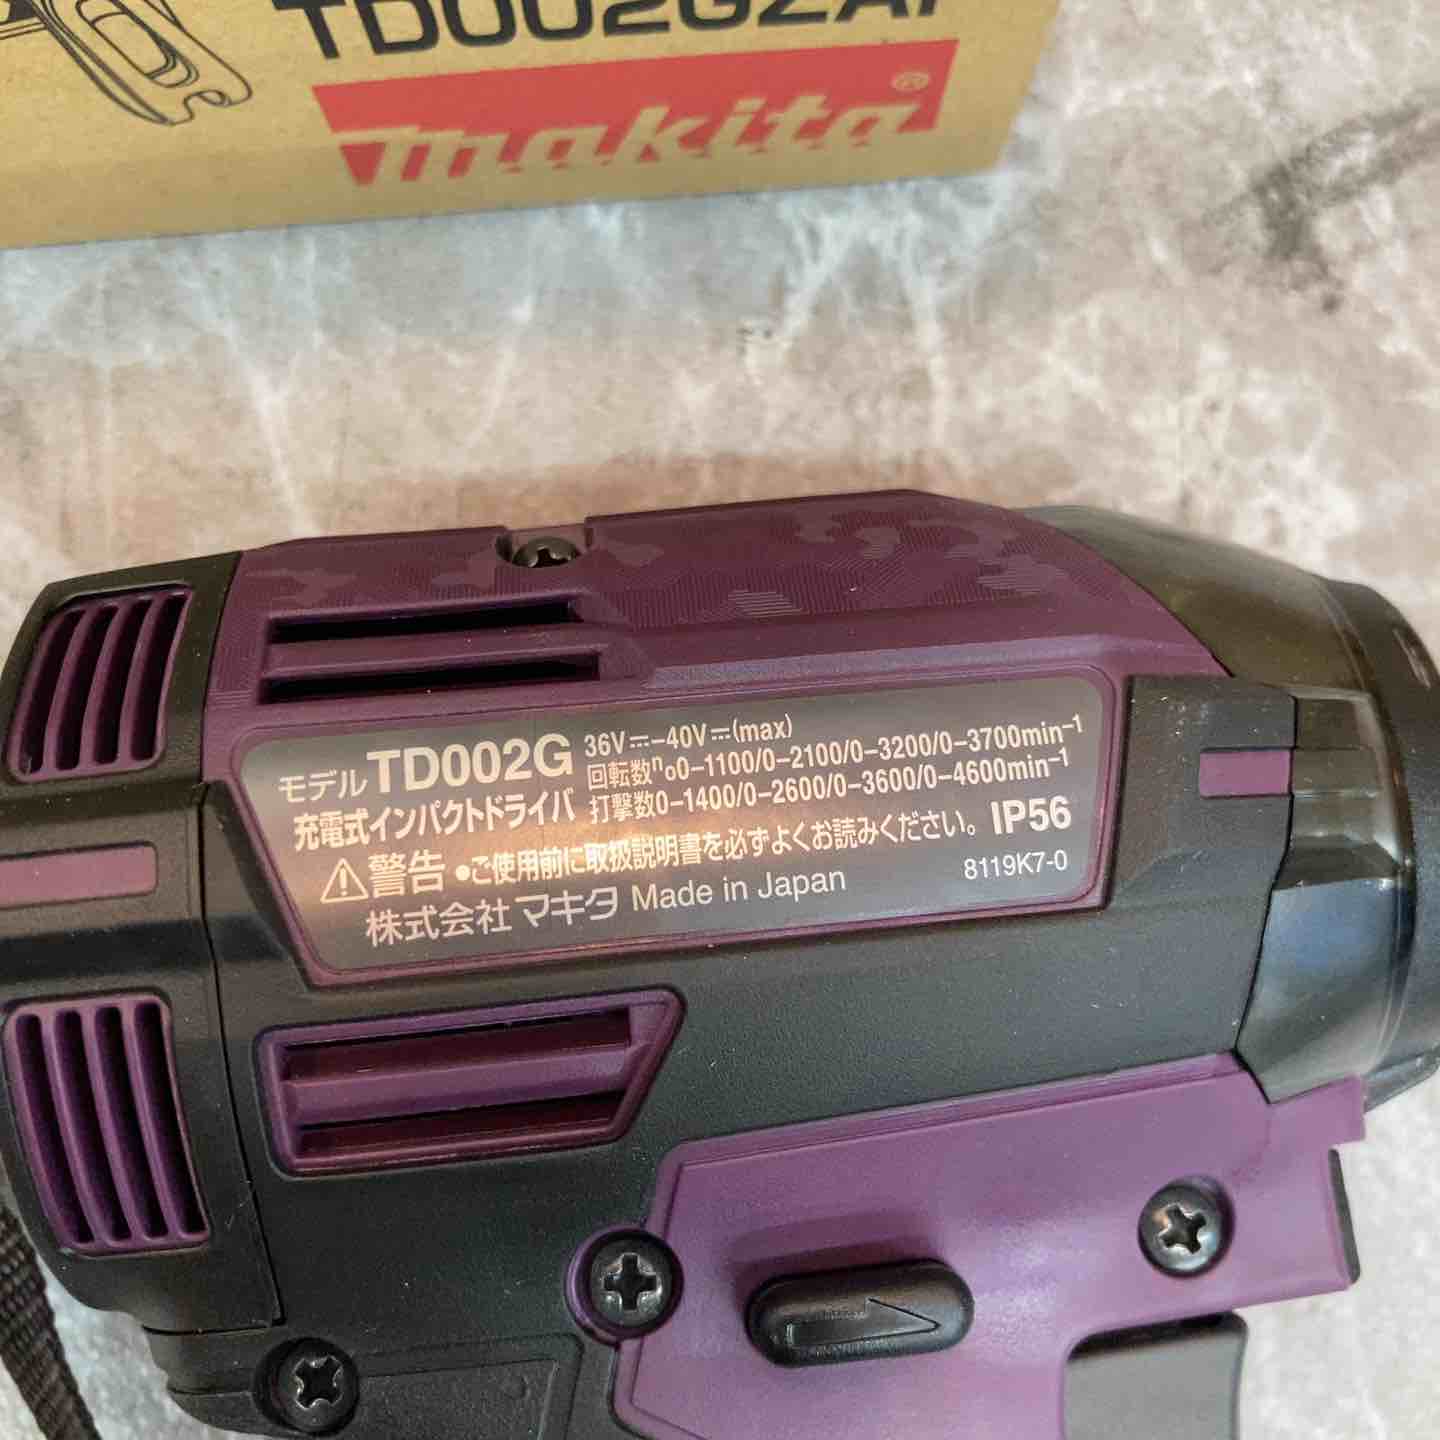 TD002GZAP
makita®
モデル TD002G 36V⎓-40V⎓(max)
充電式インパクトドライバ 回転数n₀0-1100/0-2100/0-3200/0-3700min⁻¹
打撃数0-1400/0-2600/0-3600/0-4600min⁻¹
⚠警告 •ご使用前に取扱説明書を必ずよくお読みください。 IP56
株式会社マキタ Made in Japan 8119K7-0